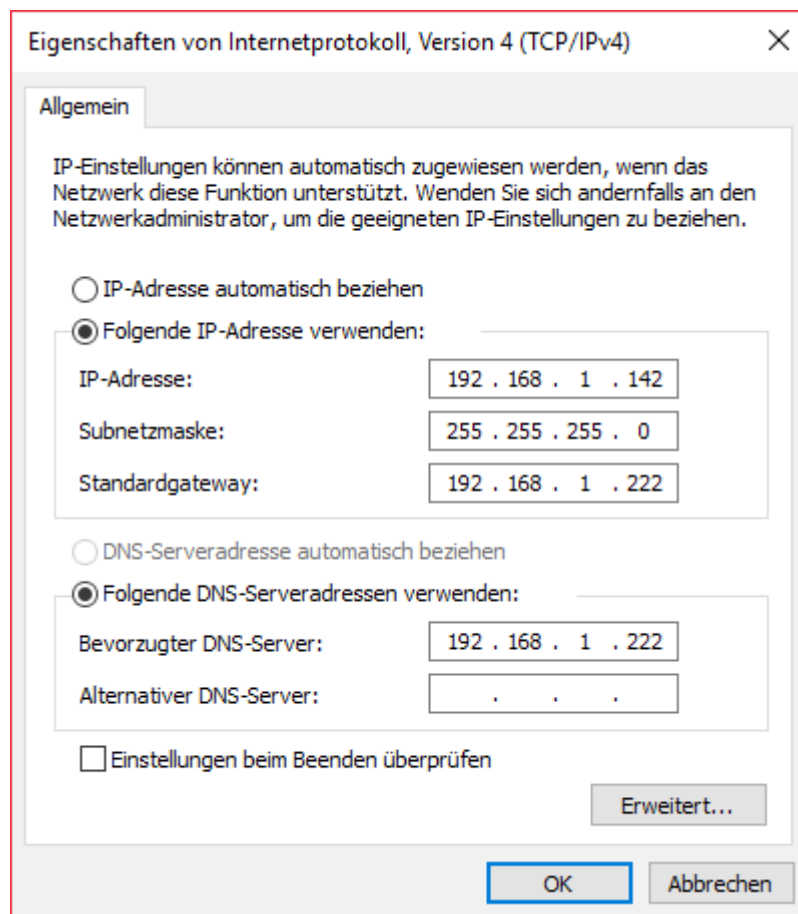 Eigenschaften von Internetprotokoll, Version 4 (TCP/IPv4)
Allgemein
IP-Einstellungen können automatisch zugewiesen werden, wenn das
Netzwerk diese Funktion unterstützt. Wenden Sie sich andernfalls an den
Netzwerkadministrator, um die geeigneten IP-Einstellungen zu beziehen.
IP-Adresse automatisch beziehen
Folgende IP-Adresse verwenden:
IP-Adresse: 192 . 168 . 1 . 142
Subnetzmaske: 255 . 255 . 255 . 0
Standardgateway: 192 . 168 . 1 . 222
DNS-Serveradresse automatisch beziehen
Folgende DNS-Serveradressen verwenden:
Bevorzugter DNS-Server: 192 . 168 . 1 . 222
Alternativer DNS-Server: . . .
Einstellungen beim Beenden überprüfen
Erweitert...
OK Abbrechen